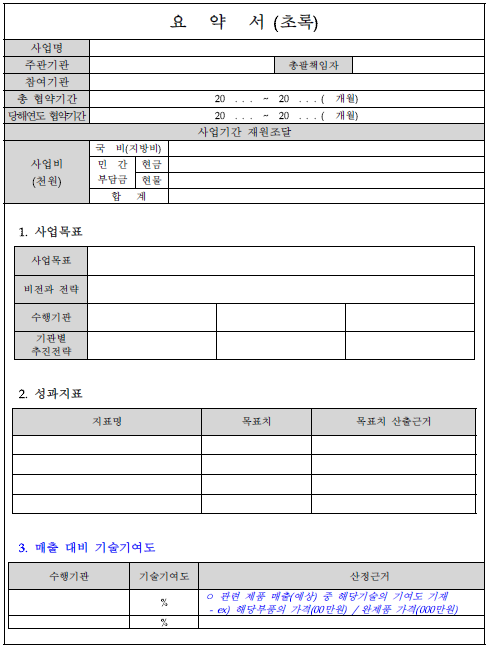 요 약 서 (초록)
사업명
주관기관 총괄책임자
참여기관
총 협약기간 20 . . . ~ 20 . . . ( 개월)
당해연도 협약기간 20 . . . ~ 20 . . . ( 개월)
사업기간 재원조달
사업비
(천원)
국 비(지방비)
민 간 현금
부담금 현물
합 계
1. 사업목표
사업목표
비전과 전략
수행기관
기관별
추진전략
2. 성과지표
지표명 목표치 목표치 산출근거
3. 매출 대비 기술기여도
수행기관 기술기여도 산정근거
% ㅇ 관련 제품 매출(예상) 중 해당기술의 기여도 기재
- ex) 해당부품의 가격(00만원) / 완제품 가격(000만원)
%